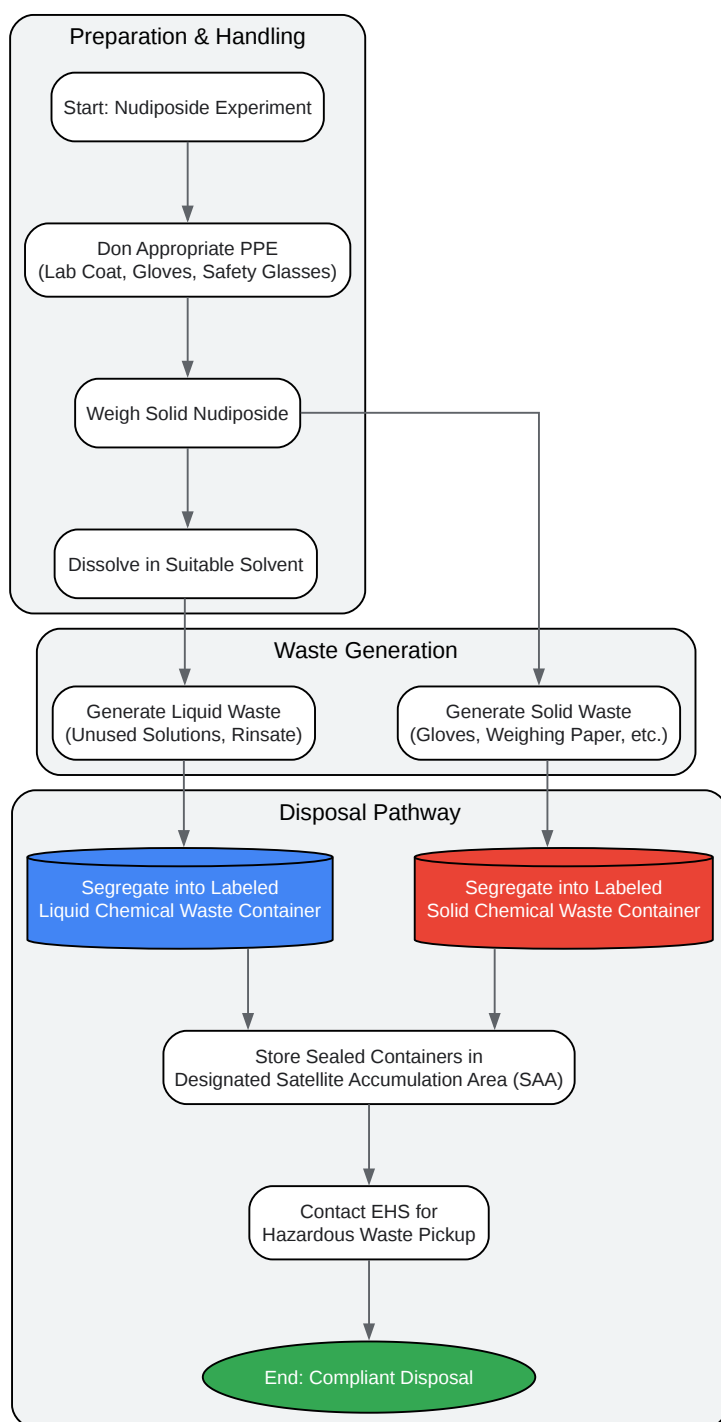 Preparation & Handling
Start: Nudiposide Experiment
Don Appropriate PPE
(Lab Coat, Gloves, Safety Glasses)
Weigh Solid Nudiposide
Dissolve in Suitable Solvent
Waste Generation
Generate Liquid Waste
(Unused Solutions, Rinsate)
Generate Solid Waste
(Gloves, Weighing Paper, etc.)
Disposal Pathway
Segregate into Labeled
Liquid Chemical Waste Container
Segregate into Labeled
Solid Chemical Waste Container
Store Sealed Containers in
Designated Satellite Accumulation Area (SAA)
Contact EHS for
Hazardous Waste Pickup
End: Compliant Disposal